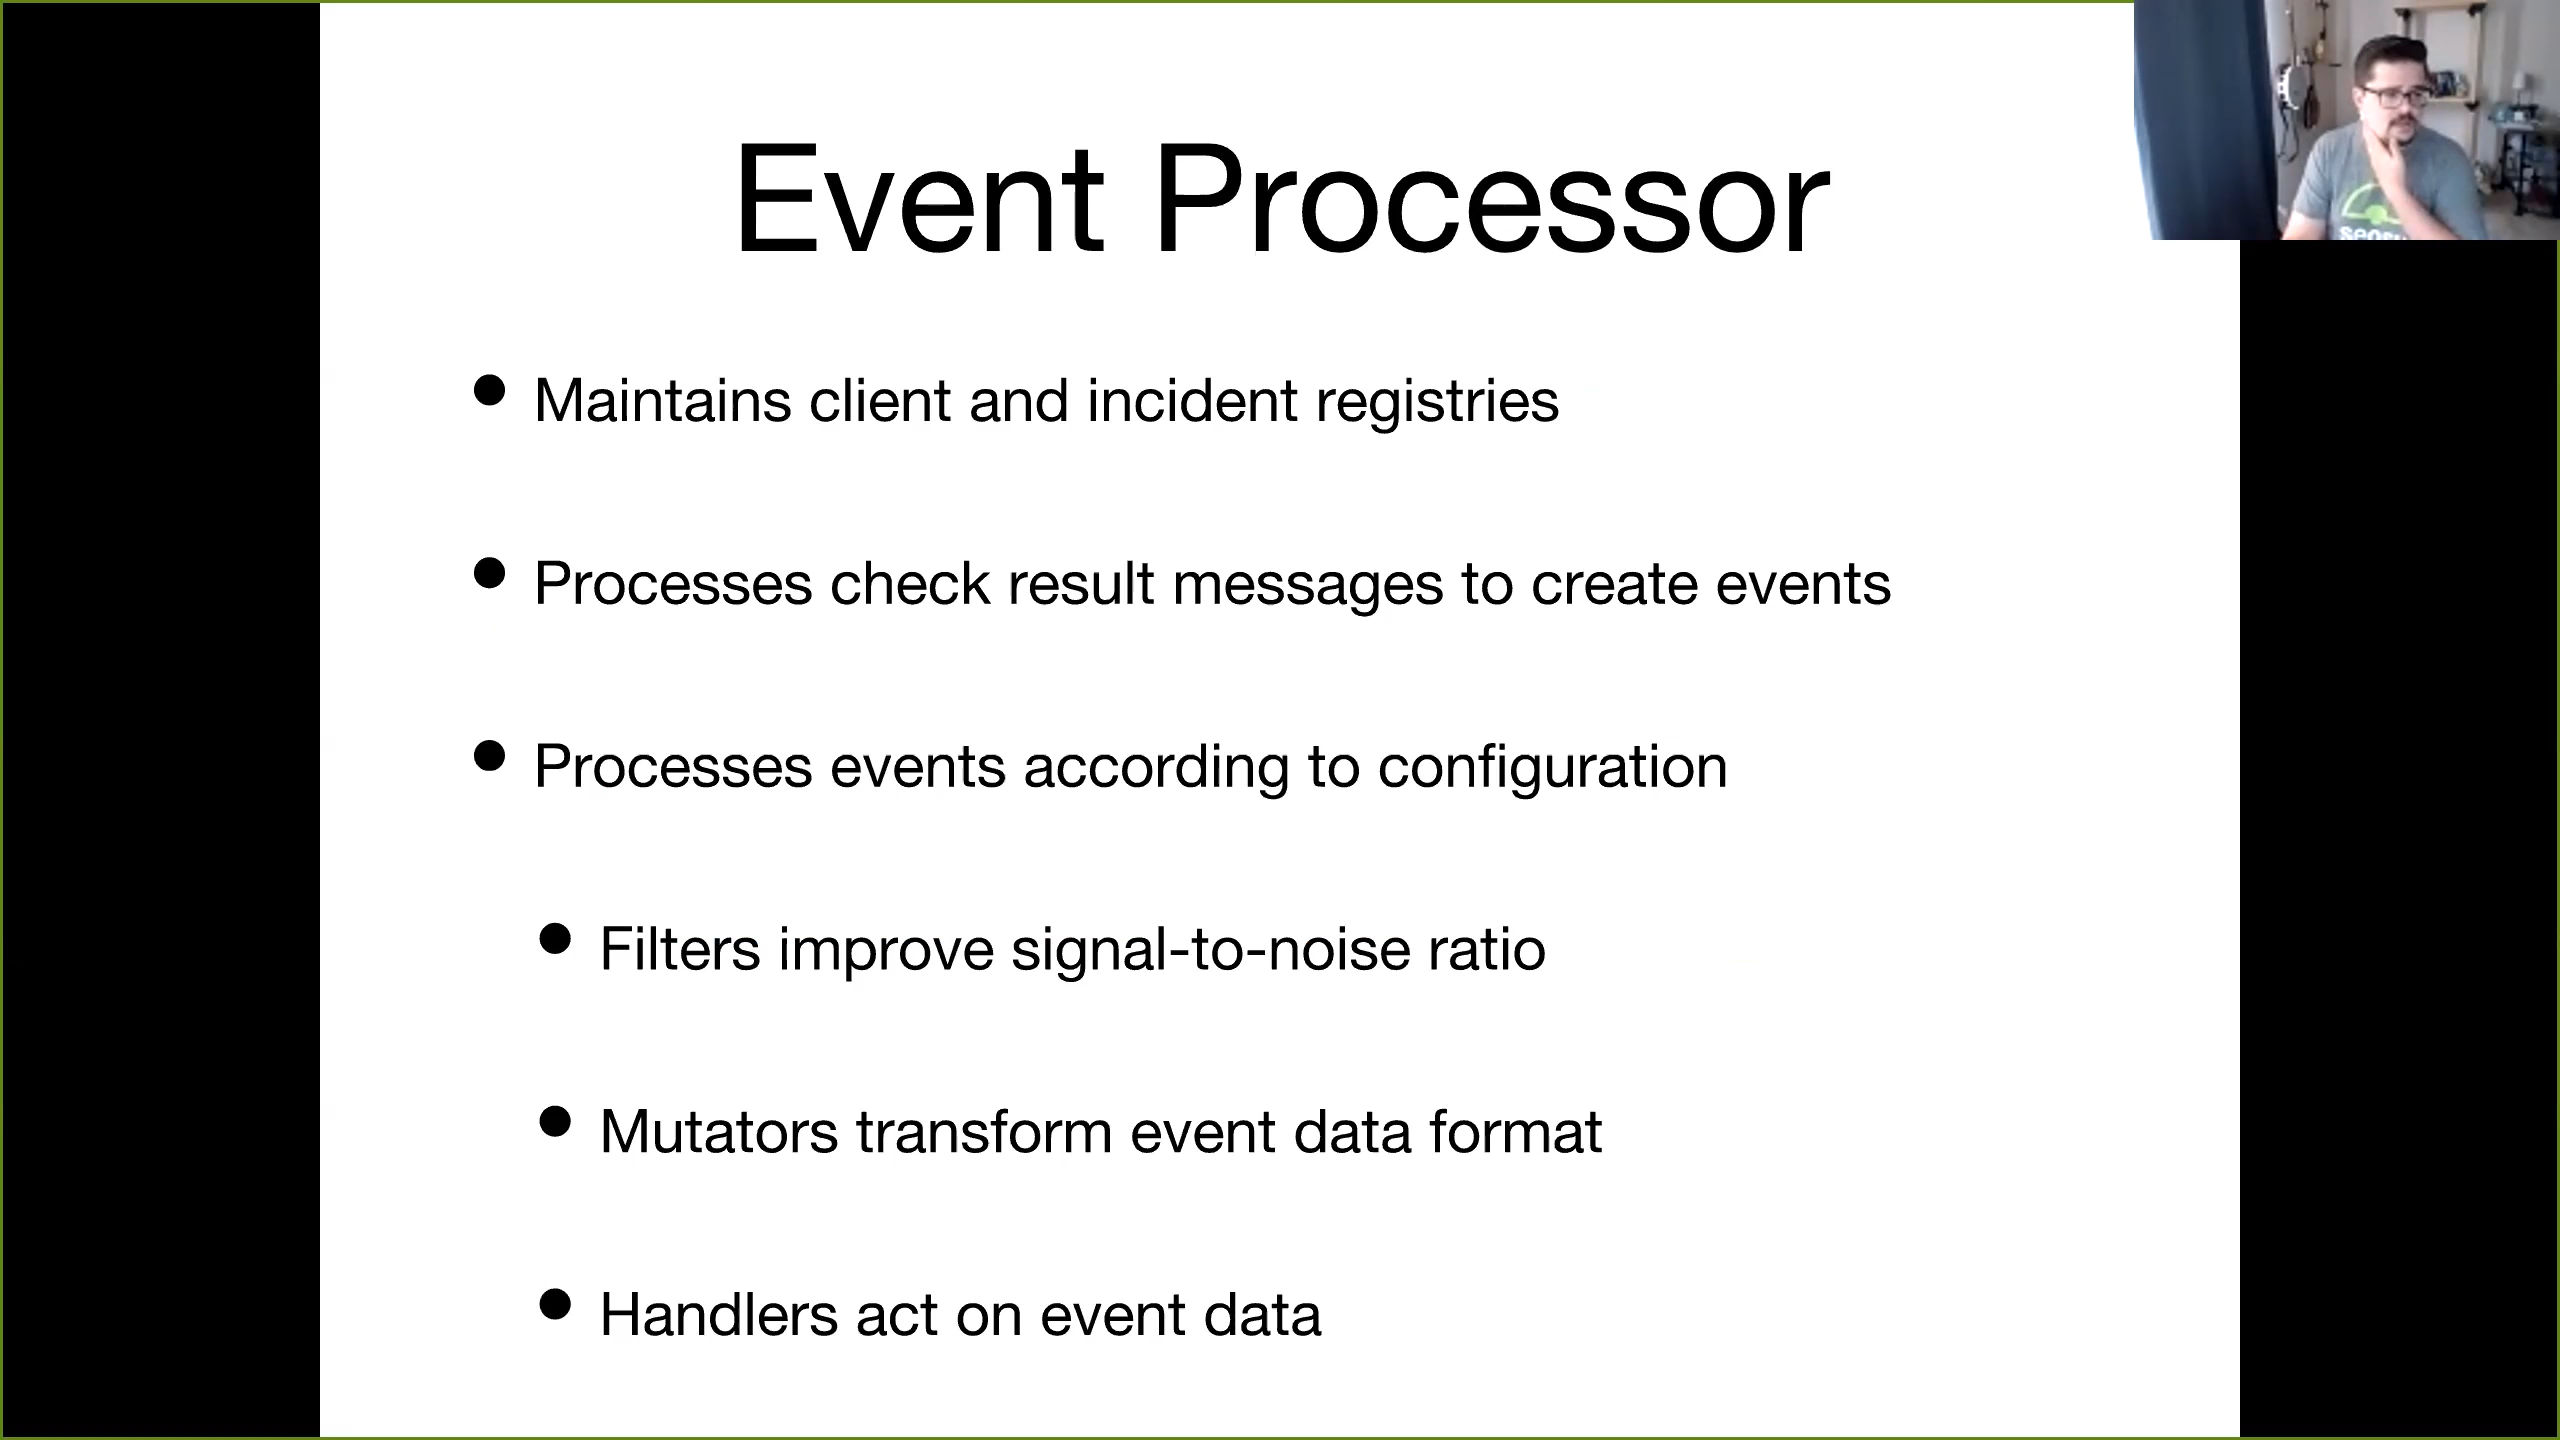 Event Processor
Maintains client and incident registries
Processes check result messages to create events
Processes events according to configuration
Filters improve signal-to-noise ratio
Mutators transform event data format
Handlers act on event data